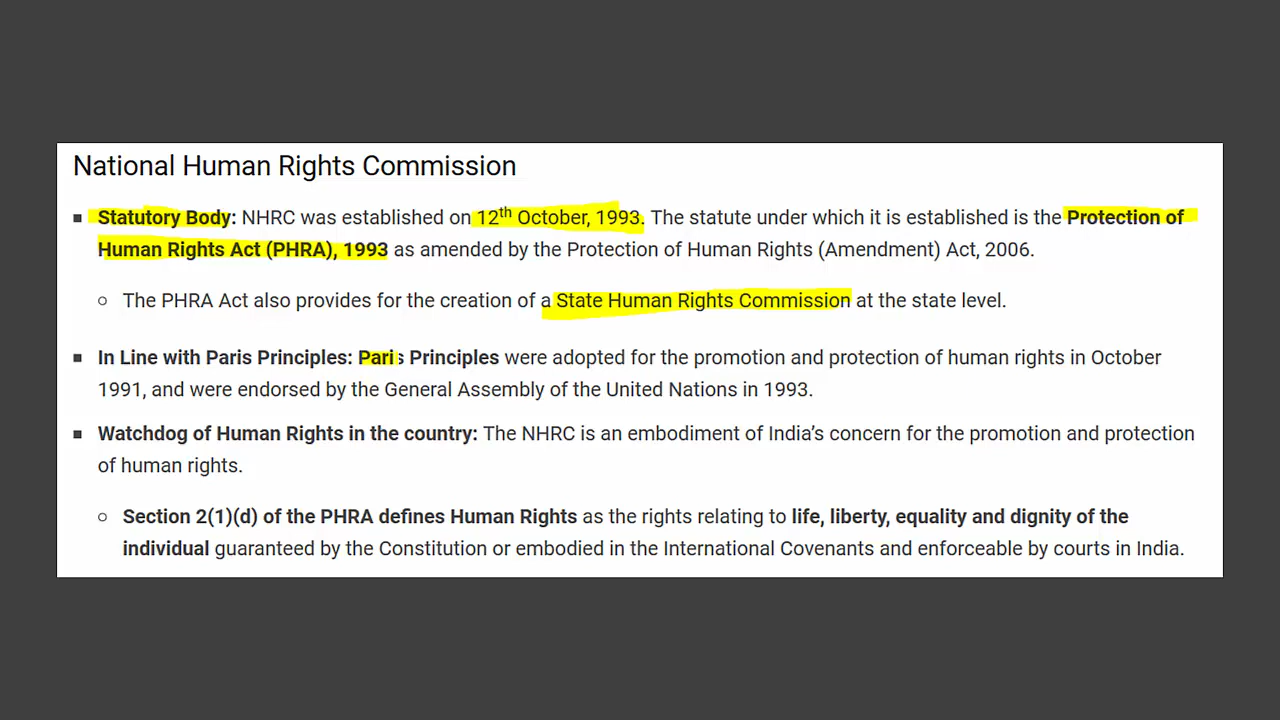 National Human Rights Commission
▪ Statutory Body: NHRC was established on 12th October, 1993. The statute under which it is established is the Protection of
Human Rights Act (PHRA), 1993 as amended by the Protection of Human Rights (Amendment) Act, 2006.
○ The PHRA Act also provides for the creation of a State Human Rights Commission at the state level.
▪ In Line with Paris Principles: Paris Principles were adopted for the promotion and protection of human rights in October
1991, and were endorsed by the General Assembly of the United Nations in 1993.
▪ Watchdog of Human Rights in the country: The NHRC is an embodiment of India’s concern for the promotion and protection
of human rights.
○ Section 2(1)(d) of the PHRA defines Human Rights as the rights relating to life, liberty, equality and dignity of the
individual guaranteed by the Constitution or embodied in the International Covenants and enforceable by courts in India.